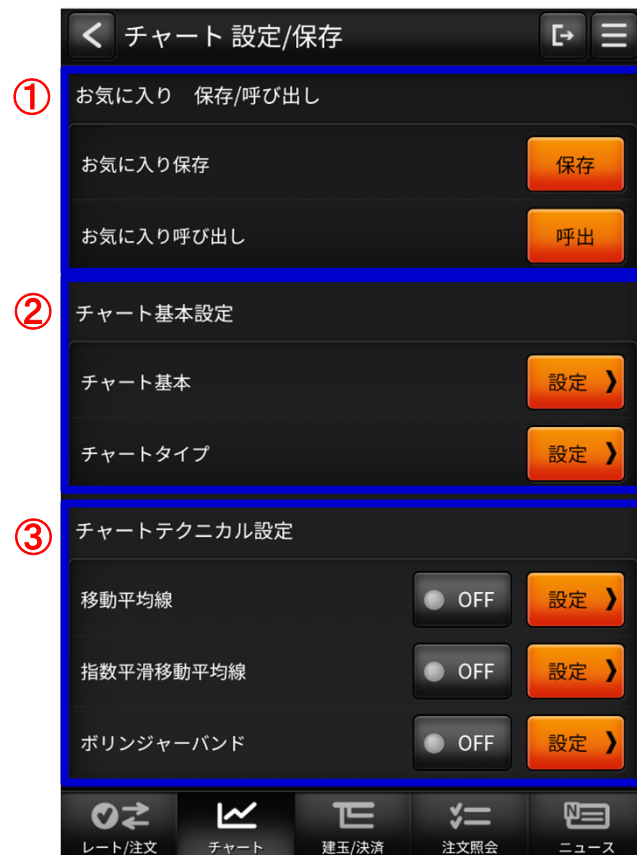 チャート 設定/保存
①
お気に入り　保存/呼び出し
お気に入り保存 保存
お気に入り呼び出し 呼出
②
チャート基本設定
チャート基本 設定
チャートタイプ 設定
③
チャートテクニカル設定
移動平均線 OFF 設定
指数平滑移動平均線 OFF 設定
ボリンジャーバンド OFF 設定
N
レート/注文 チャート 建玉/決済 注文照会 ニュース